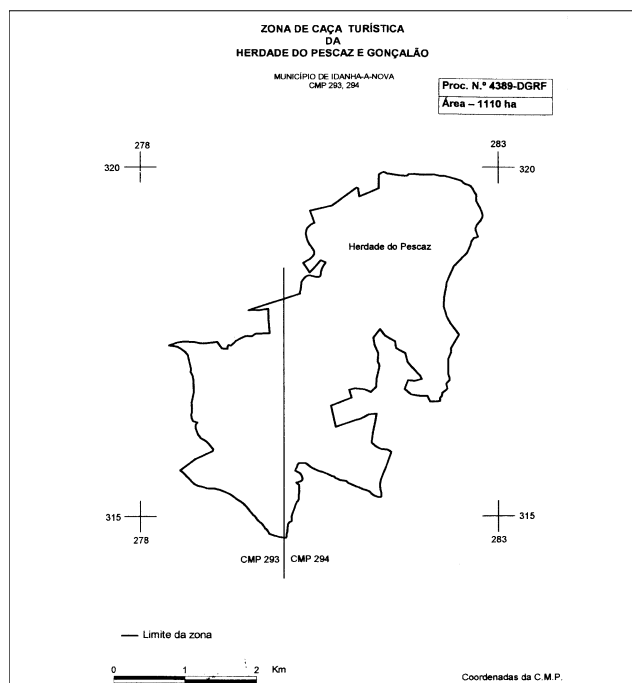 ZONA DE CAÇA TURÍSTICA
DA
HERDADE DO PESCAZ E GONÇALÃO
MUNICÍPIO DE IDANHA-A-NOVA
CMP 293, 294
Proc. N.º 4389-DGRF
Área – 1110 ha
278
283
320
320
Herdade do Pescaz
315
315
278
283
CMP 293
CMP 294
Limite da zona
0 1 2 Km
Coordenadas da C.M.P.